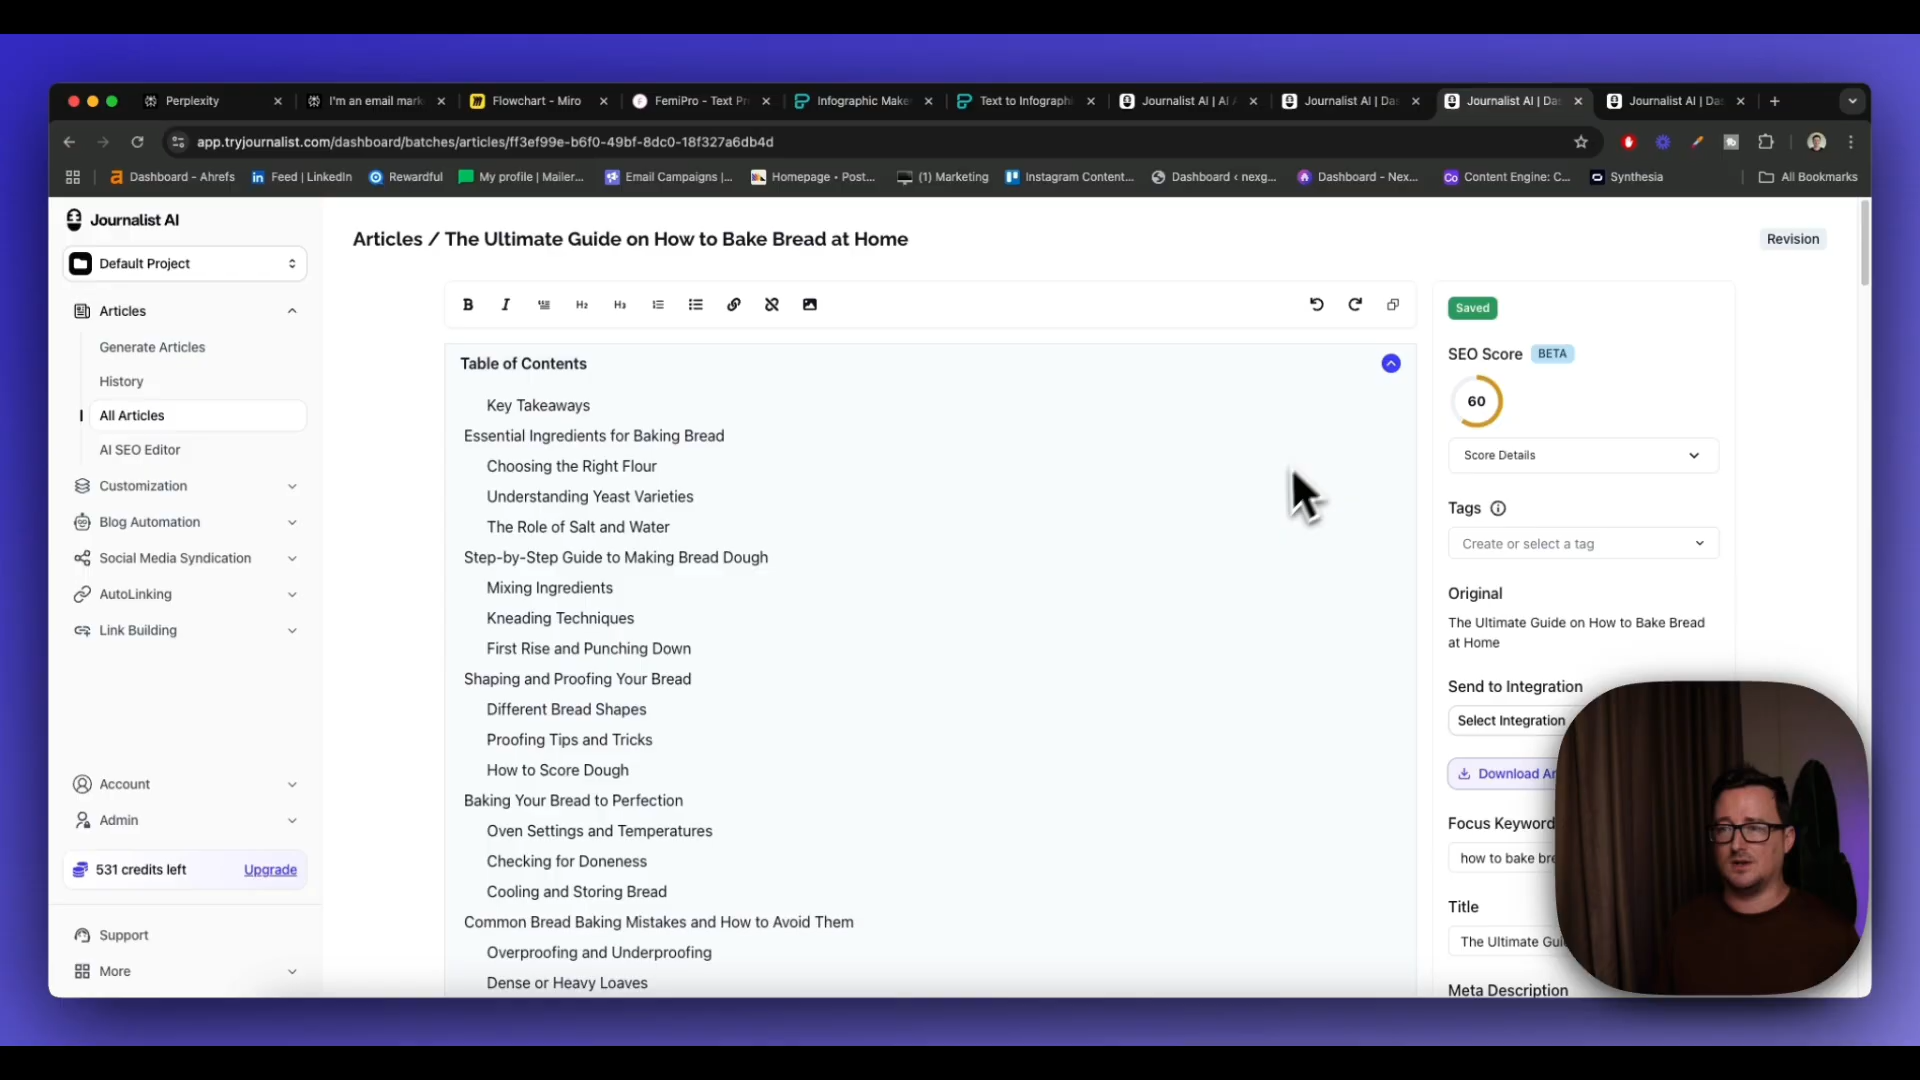 Perplexity
I'm an email mark
Flowchart - Miro
FemiPro - Text Pr
Infographic Make
Text to Infograph
Journalist AI | AI A
Journalist AI | Das
Journalist AI | Das
Journalist AI | Das
app.tryjournalist.com/dashboard/batches/articles/ff3ef99e-b6f0-49bf-8dc0-18f327a6db4d
Dashboard - Ahrefs
Feed | LinkedIn
Rewardful
My profile | Mailer...
Email Campaigns |...
Homepage • Post...
(1) Marketing
Instagram Content...
Dashboard ‹ nexg...
Dashboard - Nex...
Content Engine: C...
Synthesia
All Bookmarks
Journalist AI
Default Project
Articles
Generate Articles
History
All Articles
AI SEO Editor
Customization
Blog Automation
Social Media Syndication
AutoLinking
Link Building
Account
Admin
531 credits left
Upgrade
Support
More
Articles / The Ultimate Guide on How to Bake Bread at Home
Revision
B
I
H2
H3
Table of Contents
Key Takeaways
Essential Ingredients for Baking Bread
Choosing the Right Flour
Understanding Yeast Varieties
The Role of Salt and Water
Step-by-Step Guide to Making Bread Dough
Mixing Ingredients
Kneading Techniques
First Rise and Punching Down
Shaping and Proofing Your Bread
Different Bread Shapes
Proofing Tips and Tricks
How to Score Dough
Baking Your Bread to Perfection
Oven Settings and Temperatures
Checking for Doneness
Cooling and Storing Bread
Common Bread Baking Mistakes and How to Avoid Them
Overproofing and Underproofing
Dense or Heavy Loaves
Saved
SEO Score
BETA
60
Score Details
Tags
Create or select a tag
Original
The Ultimate Guide on How to Bake Bread
at Home
Send to Integration
Select Integration
Download Ar
Focus Keyword
how to bake bre
Title
The Ultimate Gui
Meta Description